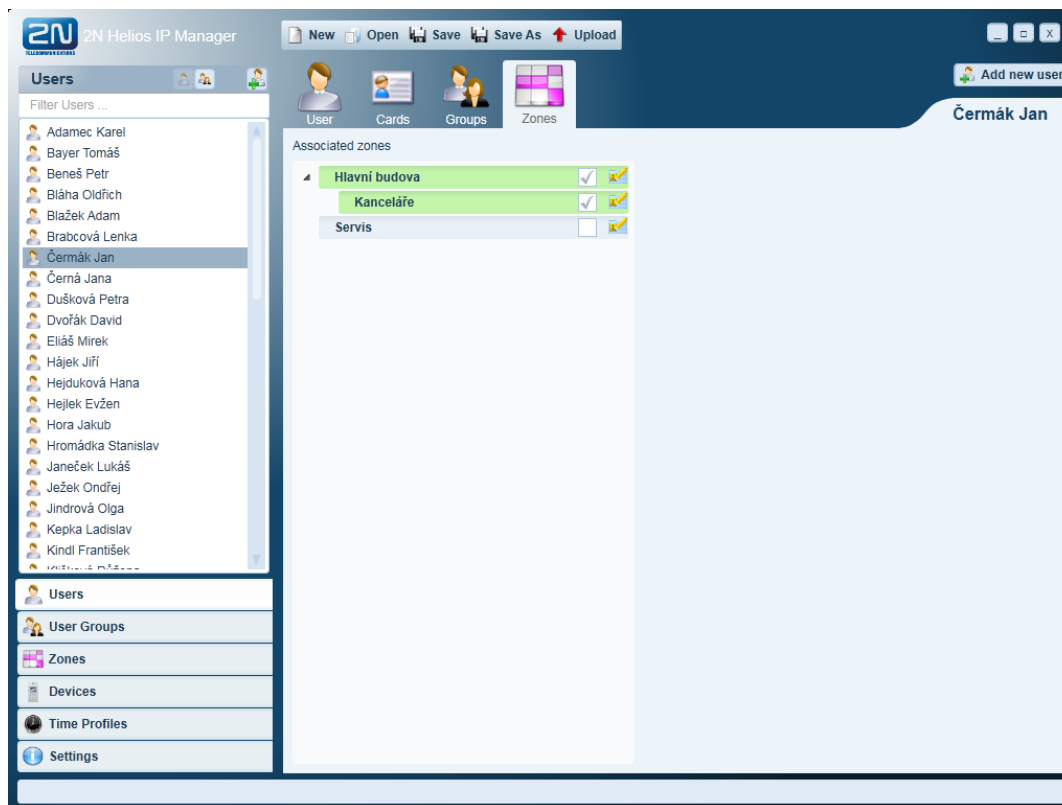 2N
TELECOMMUNICATIONS
2N Helios IP Manager
New Open Save Save As Upload
Users
Filter Users ...
Adamec Karel
Bayer Tomáš
Beneš Petr
Bláha Oldřich
Blažek Adam
Brabcová Lenka
Čermák Jan
Černá Jana
Dušková Petra
Dvořák David
Eliáš Mirek
Hájek Jiří
Hejduková Hana
Hejlek Evžen
Hora Jakub
Hromádka Stanislav
Janeček Lukáš
Ježek Ondřej
Jindrová Olga
Kepka Ladislav
Kindl František
Users
User Groups
Zones
Devices
Time Profiles
Settings
User Cards Groups Zones
Add new user
Čermák Jan
Associated zones
Hlavní budova
Kanceláře
Servis